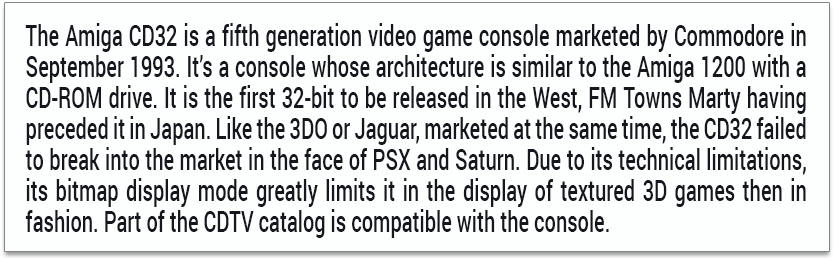 The Amiga CD32 is a fifth generation video game console marketed by Commodore in
September 1993. It's a console whose architecture is similar to the Amiga 1200 with a
CD-ROM drive. It is the first 32-bit to be released in the West, FM Towns Marty having
preceded it in Japan. Like the 3DO or Jaguar, marketed at the same time, the CD32 failed
to break into the market in the face of PSX and Saturn. Due to its technical limitations,
its bitmap display mode greatly limits it in the display of textured 3D games then in
fashion. Part of the CDTV catalog is compatible with the console.